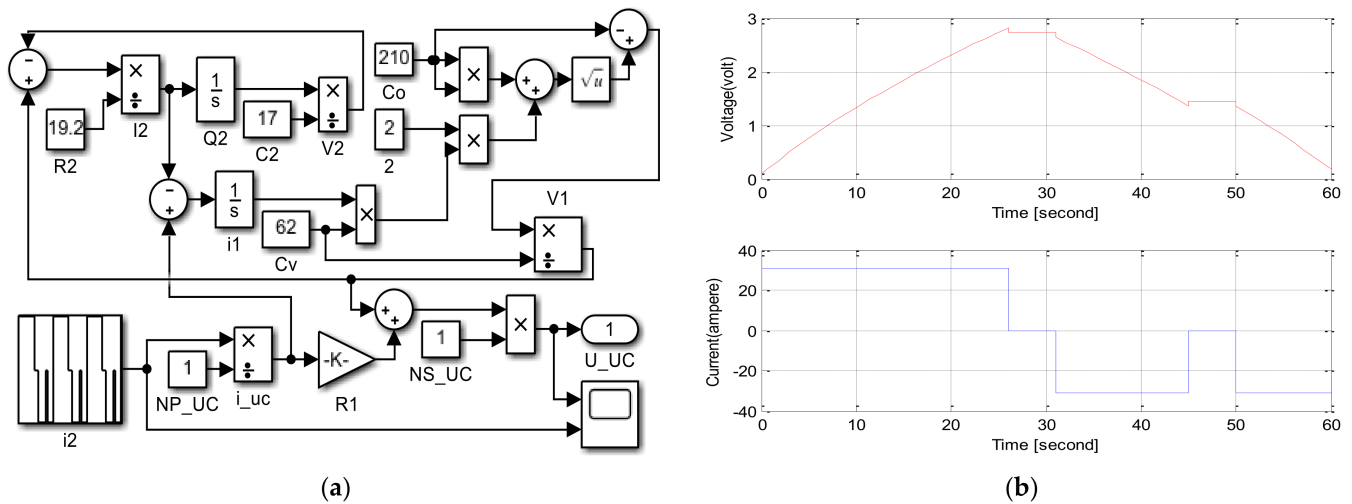 210
Co
√u
R2
19.2
I2
1
s
Q2
17
C2
V2
2
2
1
s
i1
62
Cv
V1
i2
1
NP_UC
i_uc
-K-
R1
1
NS_UC
1
U_UC
(a)
Voltage(volt)
3
2
1
0
0 10 20 30 40 50 60
Time [second]
Current(ampere)
40
20
0
-20
-40
0 10 20 30 40 50 60
Time [second]
(b)